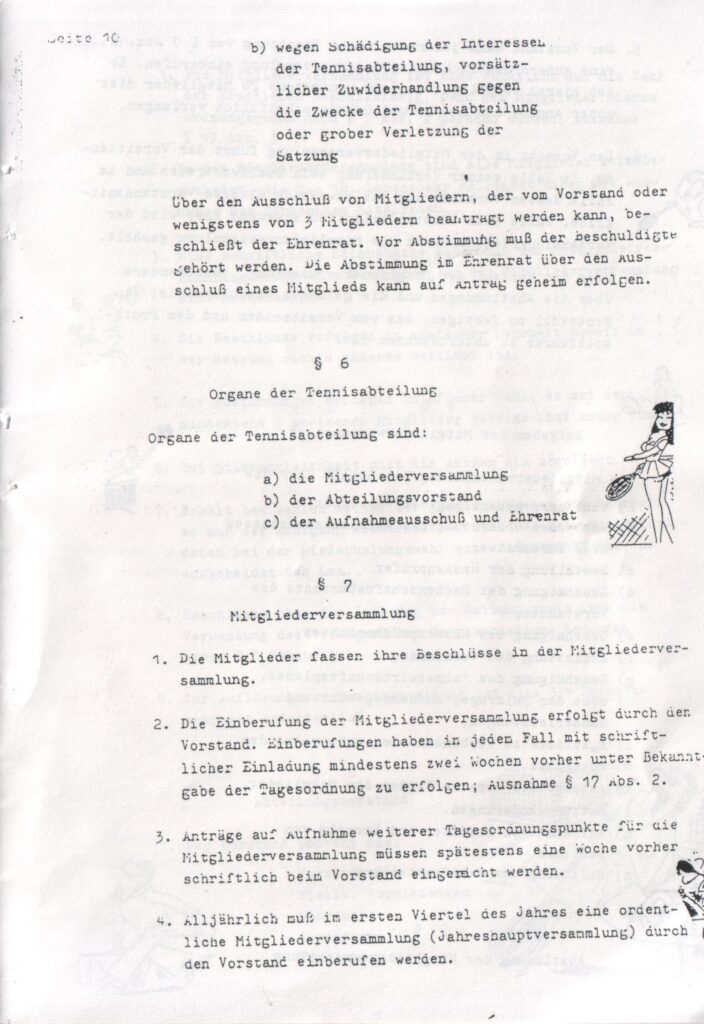 Seite 10
b) wegen Schädigung der Interessen
der Tennisabteilung, vorsätz-
licher Zuwiderhandlung gegen
die Zwecke der Tennisabteilung
oder grober Verletzung der
Satzung
Über den Ausschluß von Mitgliedern, der vom Vorstand oder
wenigstens von 3 Mitgliedern beantragt werden kann, be-
schließt der Ehrenrat. Vor Abstimmung muß der Beschuldigte
gehört werden. Die Abstimmung im Ehrenrat über den Aus-
schluß eines Mitglieds kann auf Antrag geheim erfolgen.
§ 6
Organe der Tennisabteilung
Organe der Tennisabteilung sind:
a) die Mitgliederversammlung
b) der Abteilungsvorstand
c) der Aufnahmeausschuß und Ehrenrat
§ 7
Mitgliederversammlung
1. Die Mitglieder fassen ihre Beschlüsse in der Mitgliederver-
sammlung.
2. Die Einberufung der Mitgliederversammlung erfolgt durch den
Vorstand. Einberufungen haben in jedem Fall mit schrift-
licher Einladung mindestens zwei Wochen vorher unter Bekannt-
gabe der Tagesordnung zu erfolgen; Ausnahme § 17 Abs. 2.
3. Anträge auf Aufnahme weiterer Tagesordnungspunkte für die
Mitgliederversammlung müssen spätestens eine Woche vorher
schriftlich beim Vorstand eingereicht werden.
4. Alljährlich muß im ersten Viertel des Jahres eine ordent-
liche Mitgliederversammlung (Jahreshauptversammlung) durch
den Vorstand einberufen werden.